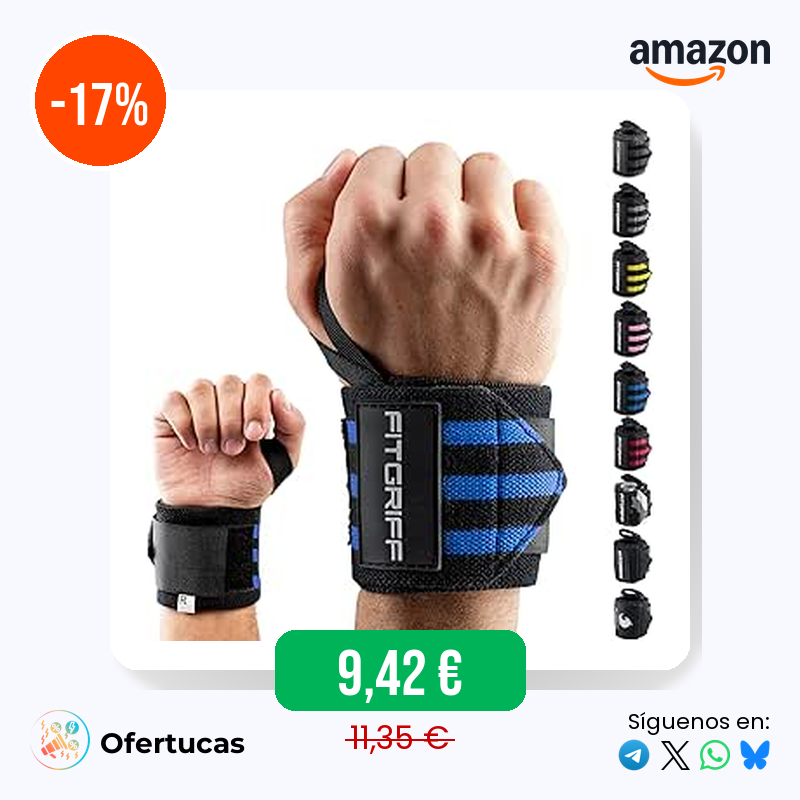 -17%
amazon
FITGRIFF
R
9,42 €
11,35 €
Ofertucas
Síguenos en: